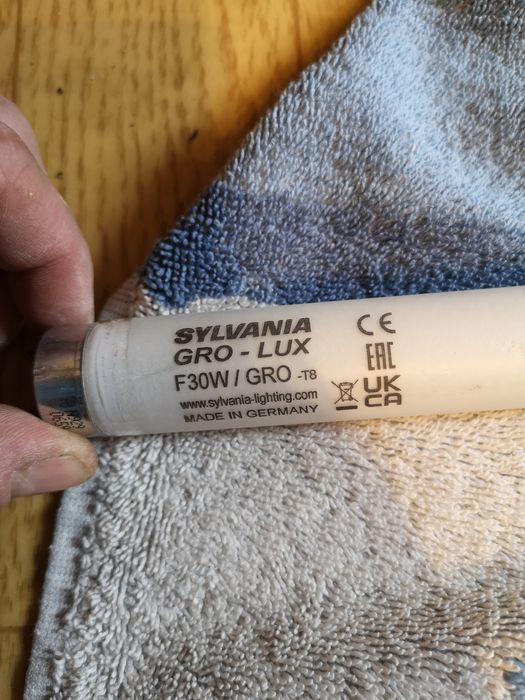 SYLVANIA
GRO - LUX
F30W / GRO -T8
www.sylvania-lighting.com
MADE IN GERMANY
CE
EAC
UK
CA